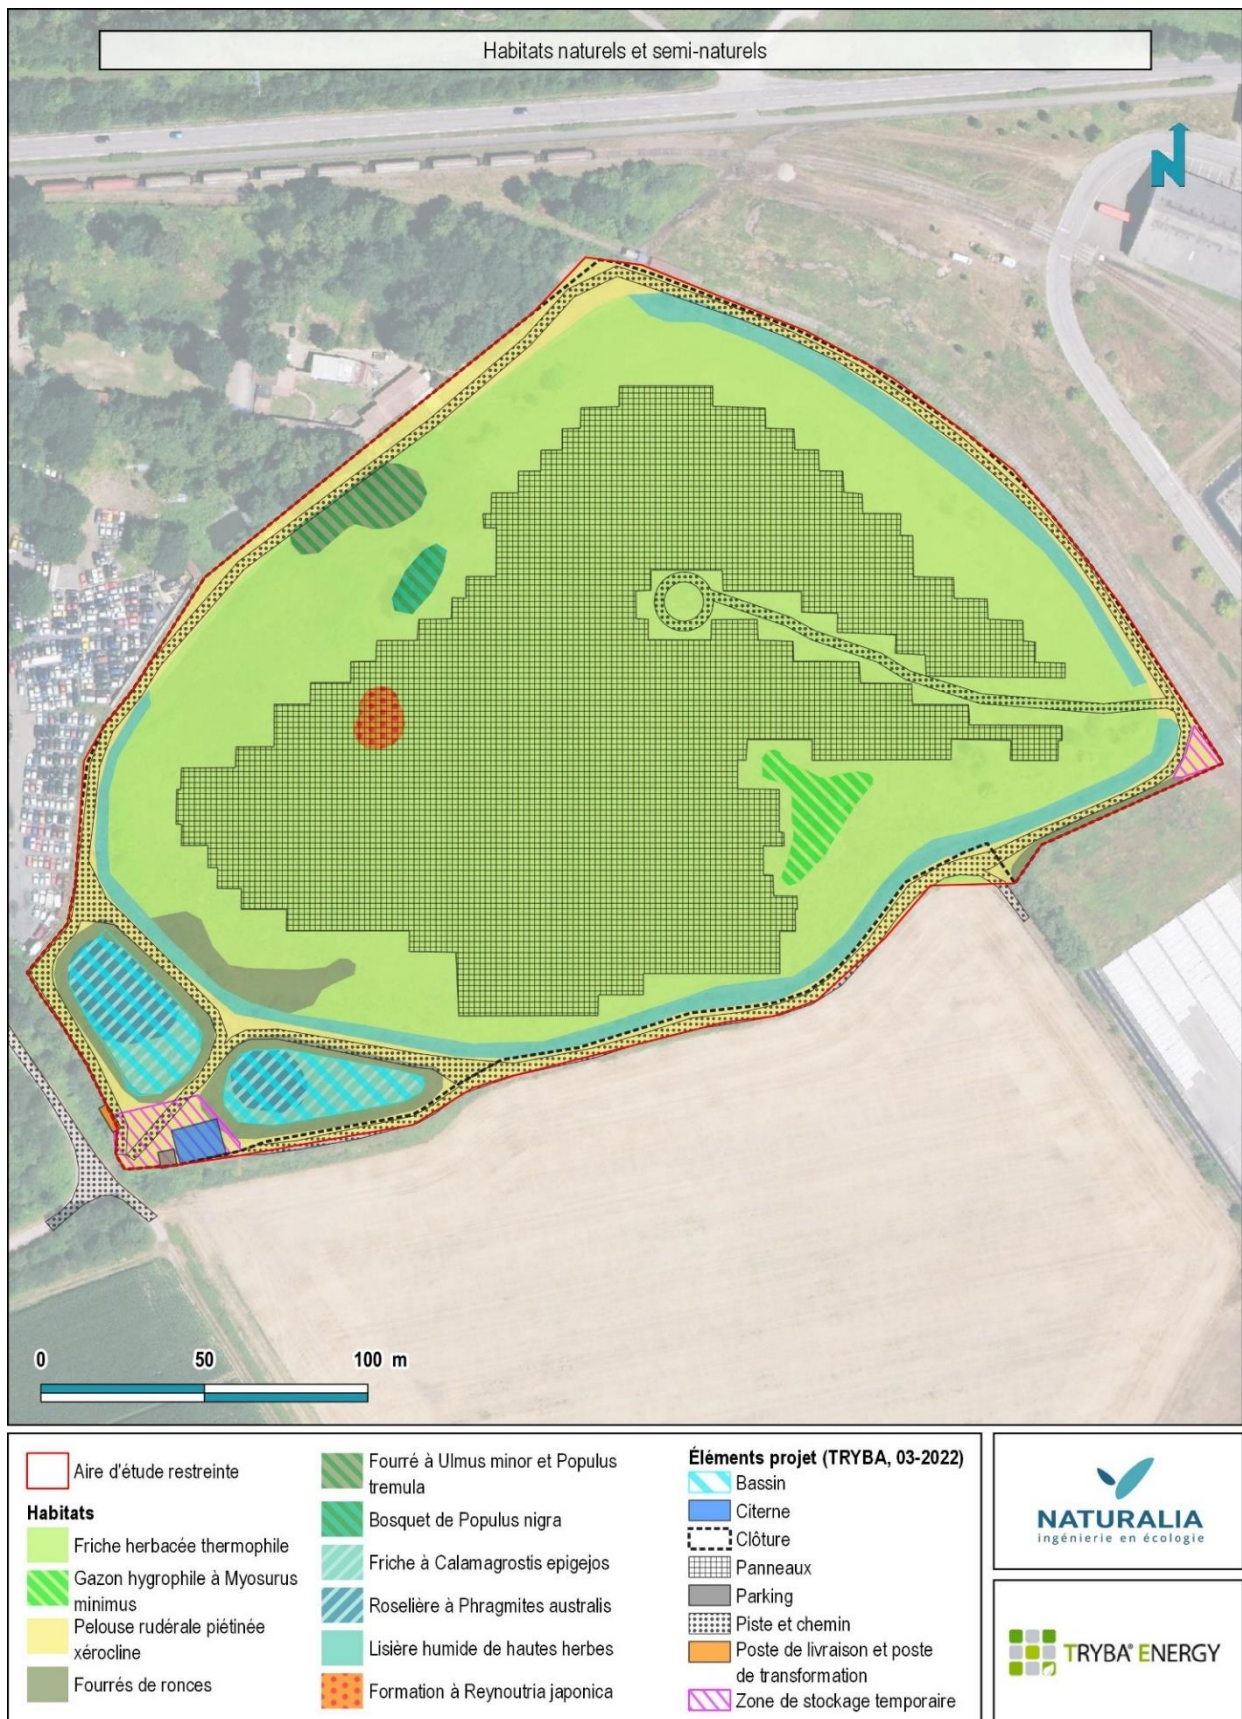 Habitats naturels et semi-naturels
N
0 50 100 m
Aire d'étude restreinte
Habitats
Friche herbacée thermophile
Gazon hygrophile à Myosurus
minimus
Pelouse rudérale piétinée
xérocline
Fourrés de ronces
Fourré à Ulmus minor et Populus
tremula
Bosquet de Populus nigra
Friche à Calamagrostis epigejos
Roselière à Phragmites australis
Lisière humide de hautes herbes
Formation à Reynoutria japonica
Éléments projet (TRYBA, 03-2022)
Bassin
Citerne
Clôture
Panneaux
Parking
Piste et chemin
Poste de livraison et poste
de transformation
Zone de stockage temporaire
NATURALIA
ingénierie en écologie
TRYBA® ENERGY